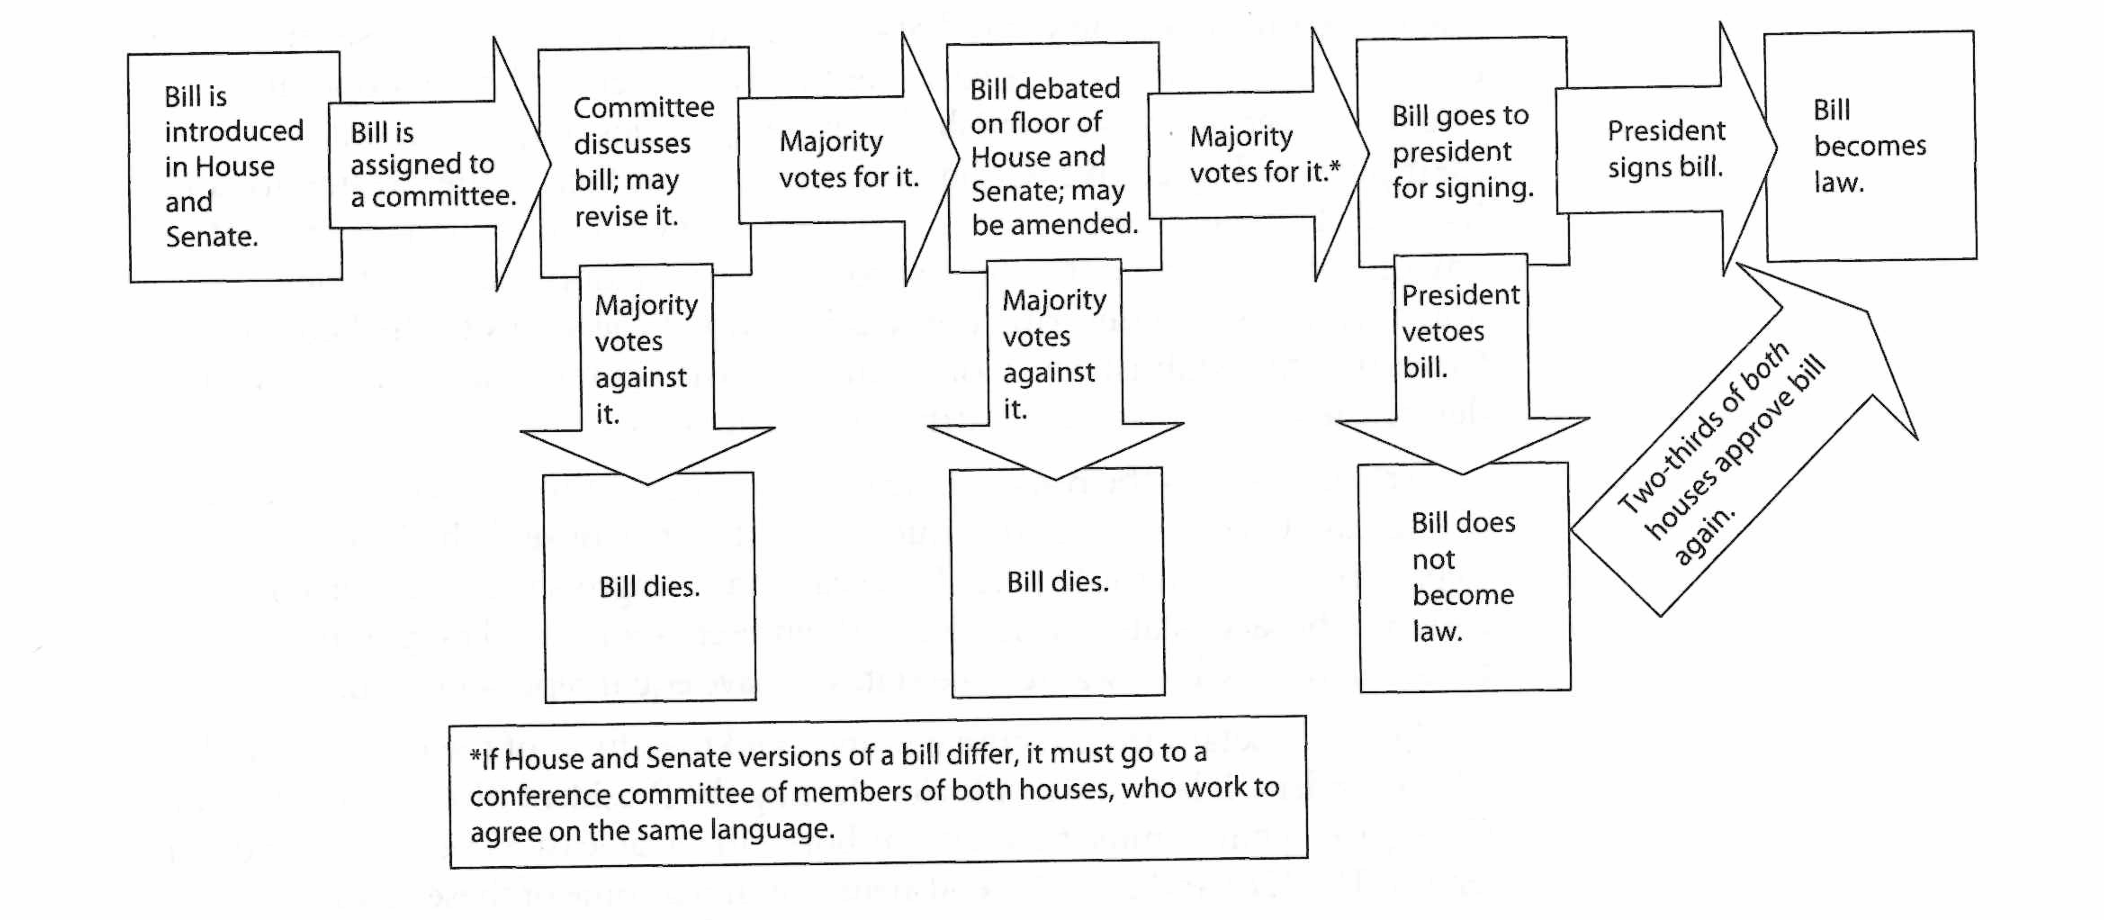 Bill is
introduced
in House
and
Senate.
Bill is
assigned to
a committee.
Committee
discusses
bill; may
revise it.
Majority
votes for it.
Bill debated
on floor of
House and
Senate; may
be amended.
Majority
votes for it.*
Bill goes to
president
for signing.
President
signs bill.
Bill
becomes
law.
Majority
votes
against
it.
Majority
votes
against
it.
President
vetoes
bill.
Two-thirds of both
houses approve bill
again.
Bill dies.
Bill dies.
Bill does
not
become
law.
*If House and Senate versions of a bill differ, it must go to a
conference committee of members of both houses, who work to
agree on the same language.